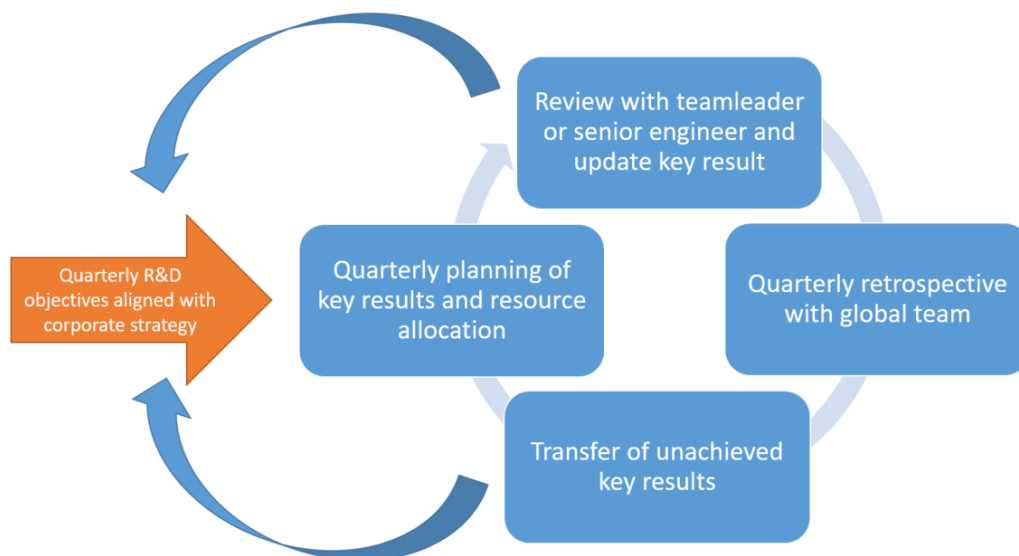 Review with teamleader
or senior engineer and
update key result
Quarterly R&D
objectives aligned with
corporate strategy
Quarterly planning of
key results and resource
allocation
Quarterly retrospective
with global team
Transfer of unachieved
key results